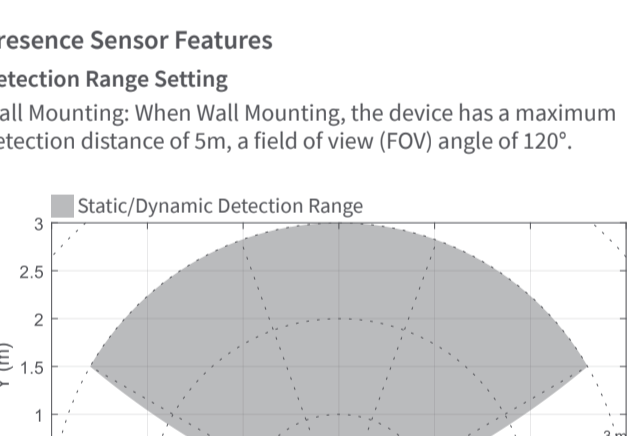 resence Sensor Features
etection Range Setting
all Mounting: When Wall Mounting, the device has a maximum
etection distance of 5m, a field of view (FOV) angle of 120°.
Static/Dynamic Detection Range
3
2.5
2
1.5
1
Y (m)